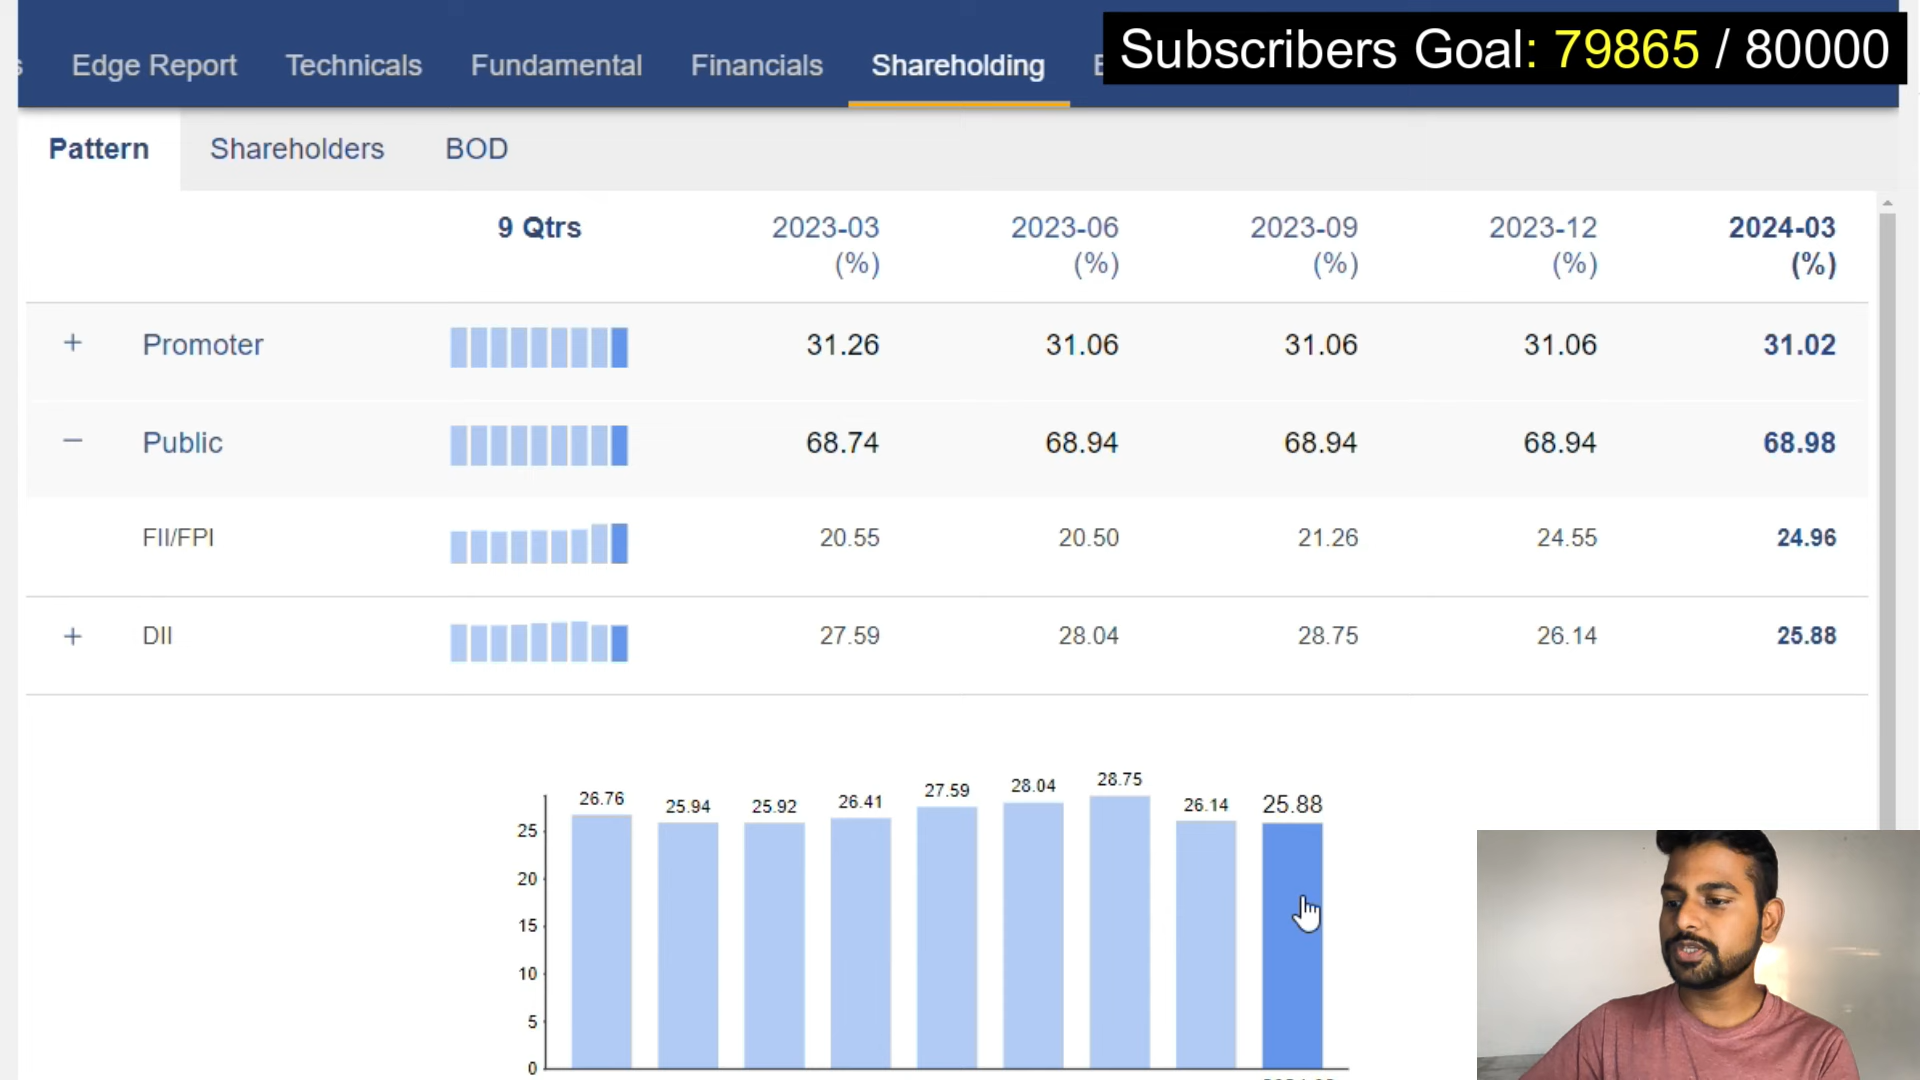 Subscribers Goal: 79865 / 80000
Edge Report Technicals Fundamental Financials Shareholding
Pattern Shareholders BOD
9 Qtrs 2023-03 (%) 2023-06 (%) 2023-09 (%) 2023-12 (%) 2024-03 (%)
+ Promoter 31.26 31.06 31.06 31.06 31.02
− Public 68.74 68.94 68.94 68.94 68.98
FII/FPI 20.55 20.50 21.26 24.55 24.96
+ DII 27.59 28.04 28.75 26.14 25.88
26.76 25.94 25.92 26.41 27.59 28.04 28.75 26.14 25.88
25
20
15
10
5
0